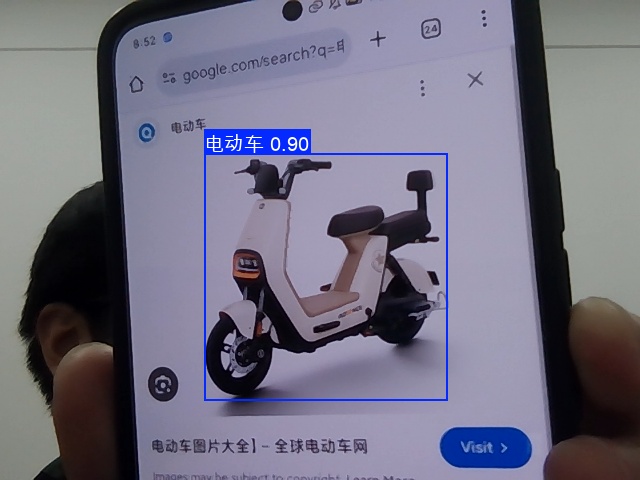 8:52
24
google.com/search?q=电
电动车
电动车 0.90
电动车图片大全】- 全球电动车网
Visit >
Images may be subject to copyright. Learn More